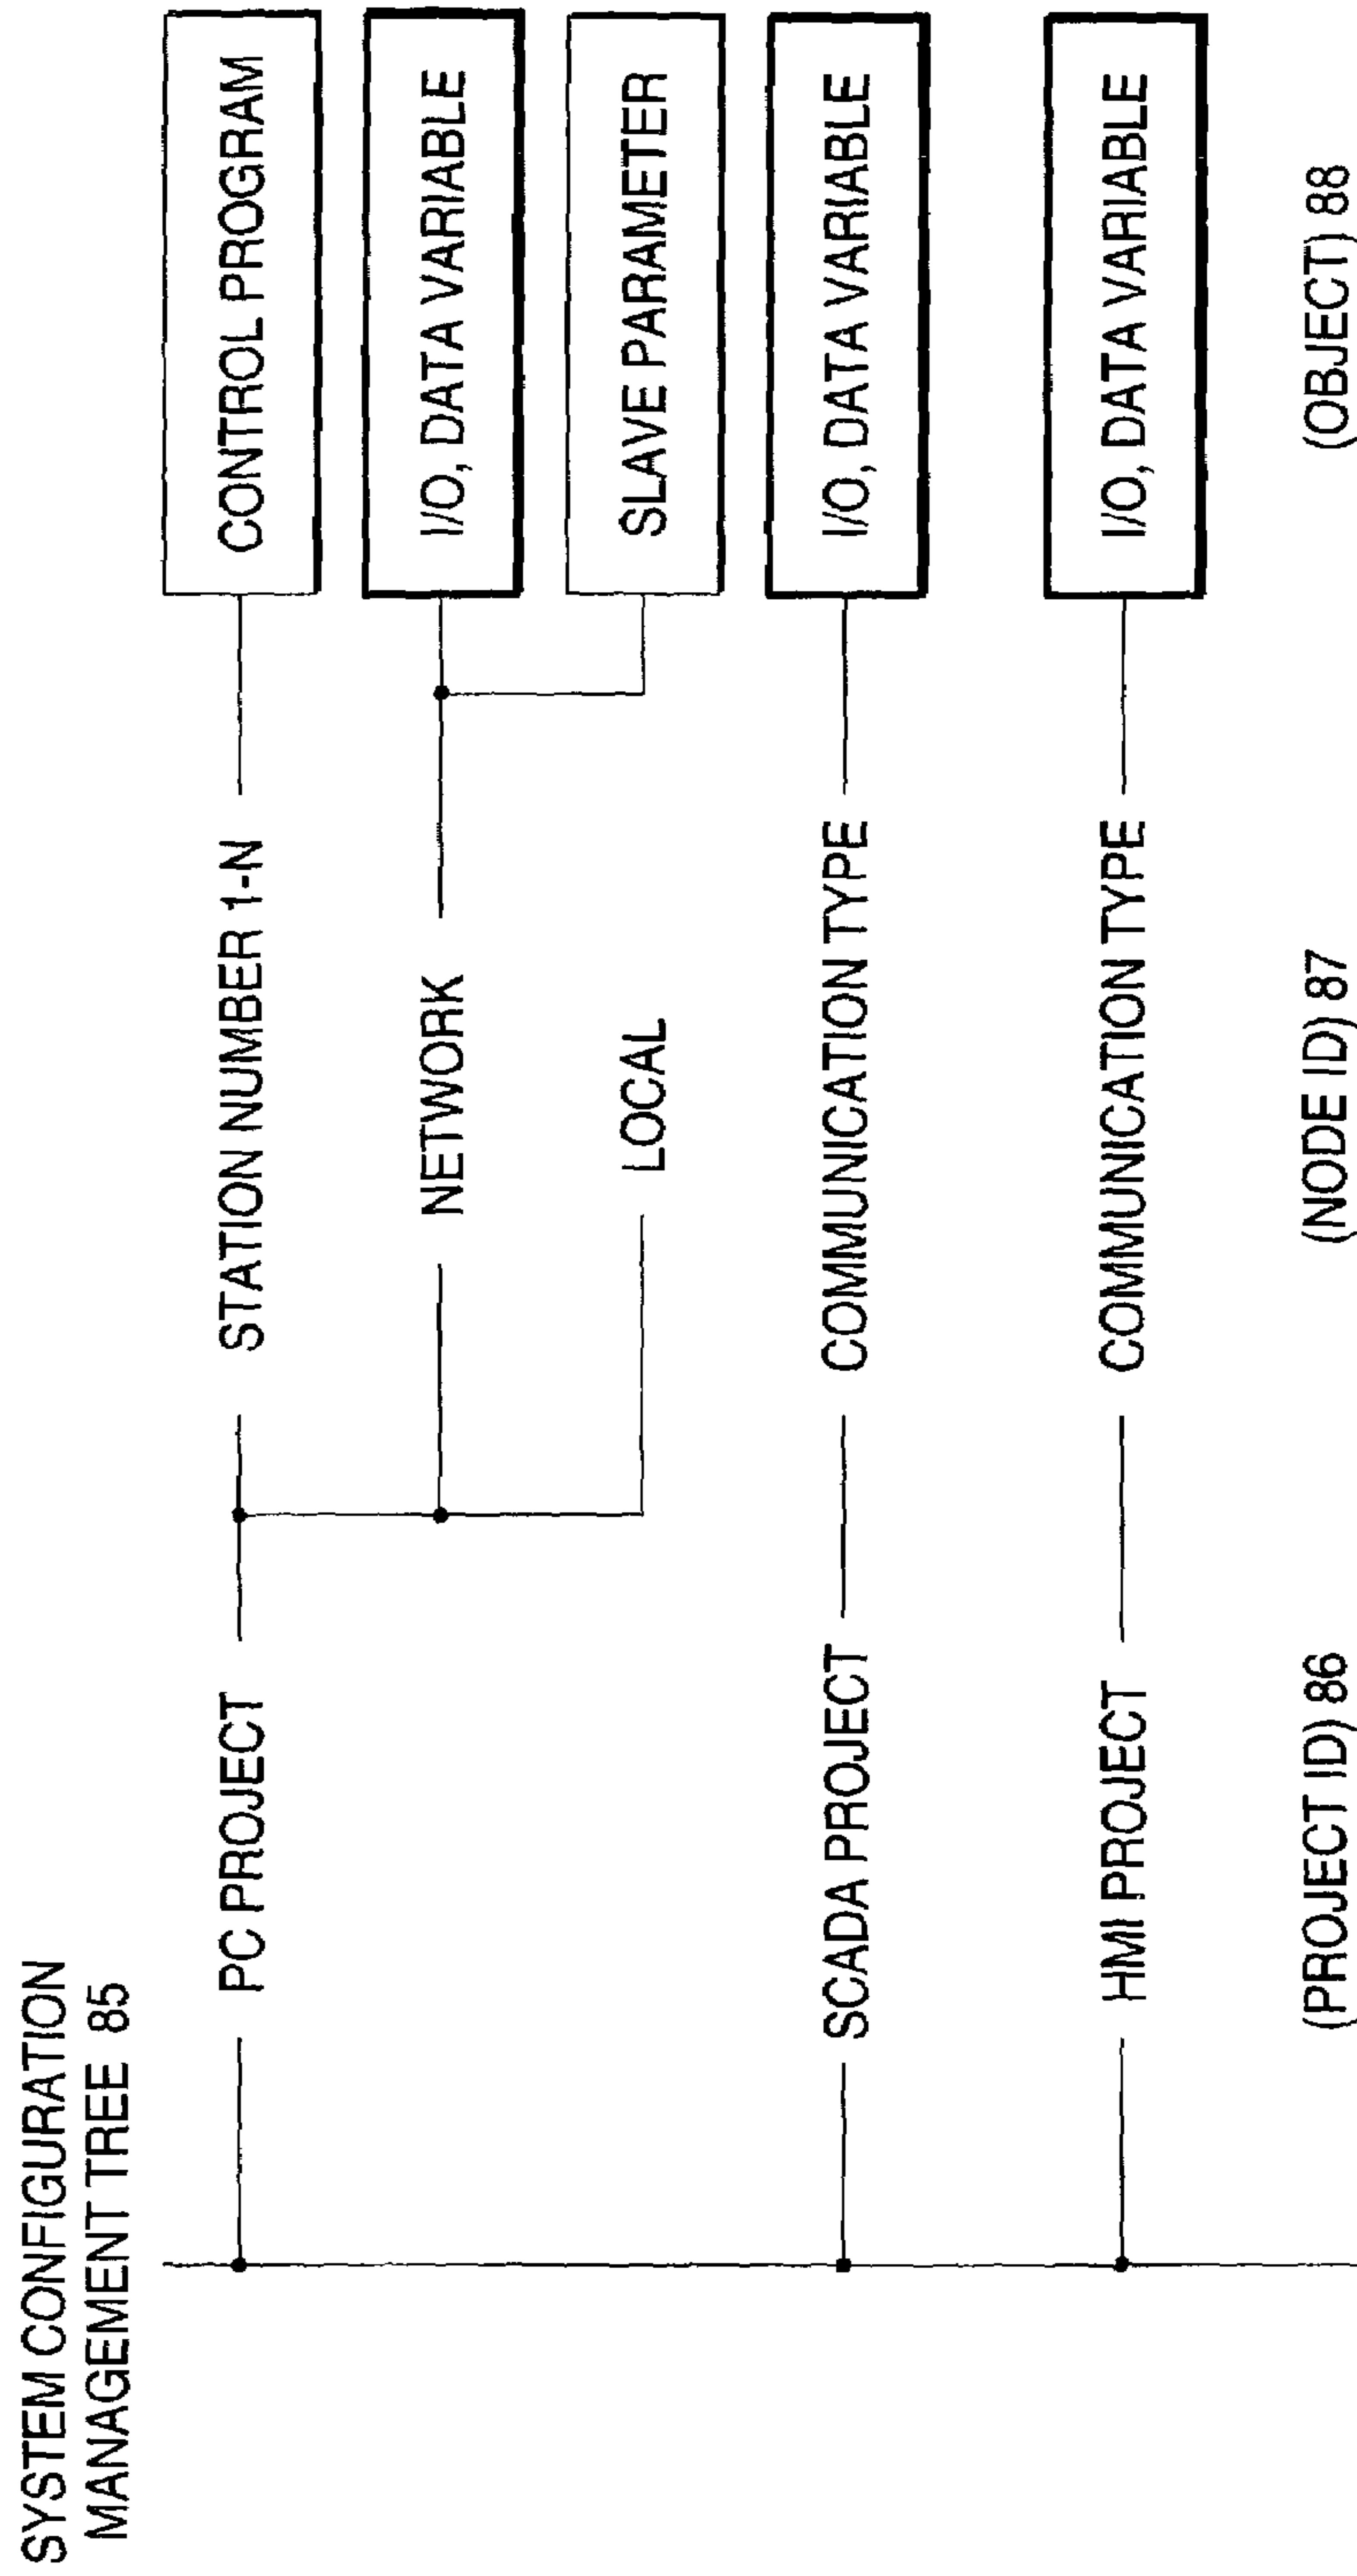 SYSTEM CONFIGURATION
MANAGEMENT TREE 85
PC PROJECT
STATION NUMBER 1-N
CONTROL PROGRAM
NETWORK
I/O, DATA VARIABLE
LOCAL
SLAVE PARAMETER
SCADA PROJECT
COMMUNICATION TYPE
I/O, DATA VARIABLE
HMI PROJECT
COMMUNICATION TYPE
I/O, DATA VARIABLE
(PROJECT ID) 86
(NODE ID) 87
(OBJECT) 88